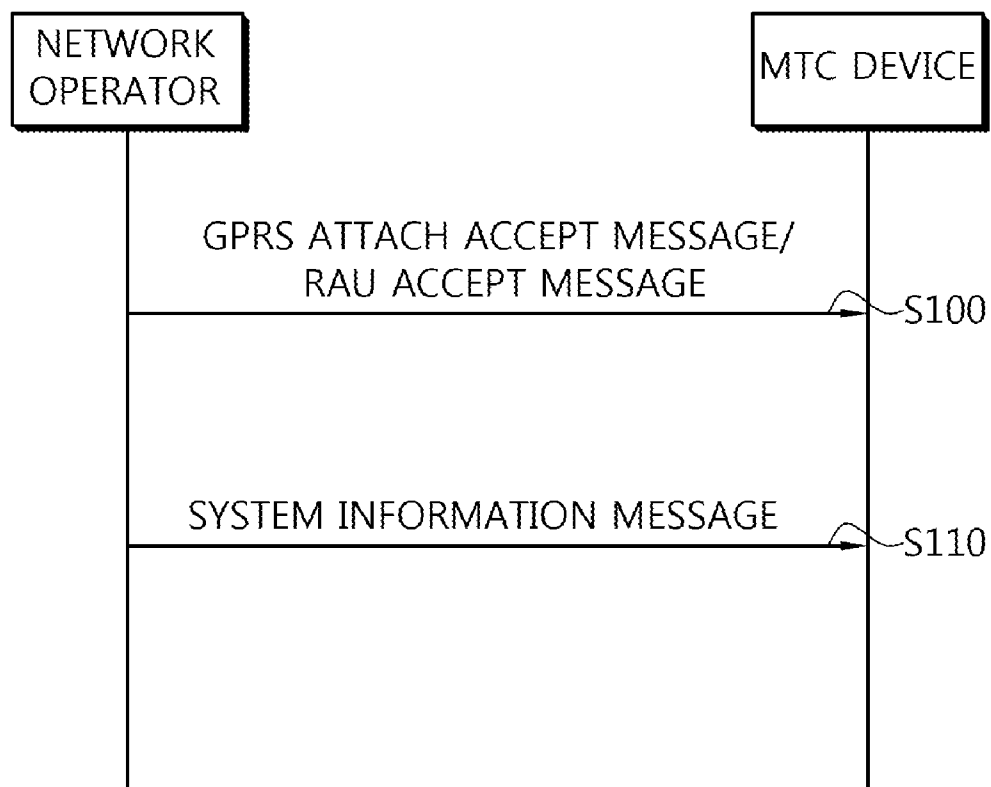 NETWORK
OPERATOR
MTC DEVICE
GPRS ATTACH ACCEPT MESSAGE/
RAU ACCEPT MESSAGE
S100
SYSTEM INFORMATION MESSAGE
S110